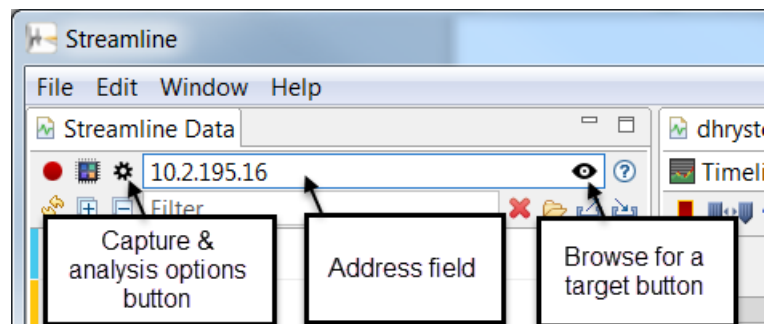 Streamline
File Edit Window Help
Streamline Data
dhryst
10.2.195.16
Timeli
Filter
Capture &
analysis options
button
Address field
Browse for a
target button